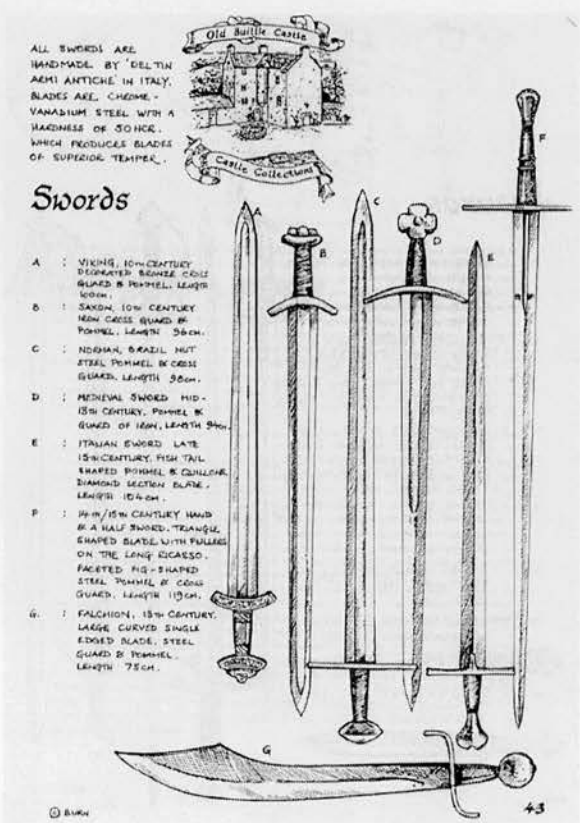 Old Buittle Castle
Castle Collections
ALL SWORDS ARE
HANDMADE BY 'DEL TIN
ARMI ANTICHE' IN ITALY.
BLADES ARE CHROME-
VANADIUM STEEL WITH A
HARDNESS OF 50 HCR.
WHICH PRODUCES BLADES
OF SUPERIOR TEMPER.
Swords
A : VIKING, 10TH CENTURY
DECORATED BRONZE CROSS
GUARD & POMMEL. LENGTH
100cm.
B : SAXON, 10TH CENTURY
IRON CROSS GUARD &
POMMEL. LENGTH 96cm.
C : NORMAN, BRAZIL NUT
STEEL POMMEL & CROSS
GUARD. LENGTH 98cm.
D : MEDIEVAL SWORD MID-
13TH CENTURY. POMMEL &
GUARD OF IRON, LENGTH 94cm.
E : ITALIAN SWORD LATE
15TH CENTURY. FISH TAIL
SHAPED POMMEL & QUILLONS,
DIAMOND SECTION BLADE.
LENGTH 104cm.
F : 14TH/15TH CENTURY HAND
& A HALF SWORD. TRIANGLE
SHAPED BLADE WITH FULLERS
ON THE LONG RICASSO.
FACETED FIG-SHAPED
STEEL POMMEL & CROSS
GUARD. LENGTH 119cm.
G. : FALCHION, 15TH CENTURY.
LARGE CURVED SINGLE
EDGED BLADE. STEEL
GUARD & POMMEL.
LENGTH 75cm.
A
B
C
D
E
F
G
© BURN
43